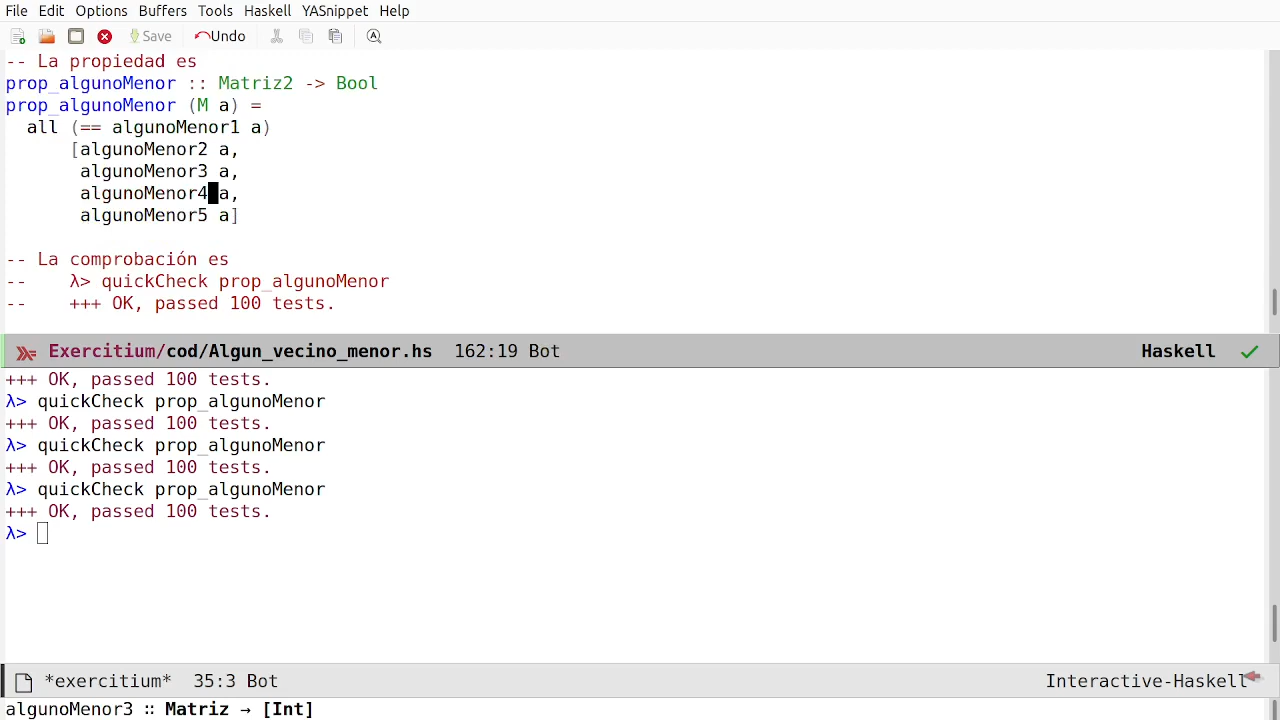 File Edit Options Buffers Tools Haskell YASnippet Help
Save Undo
-- La propiedad es
prop_algunoMenor :: Matriz2 -> Bool
prop_algunoMenor (M a) =
  all (== algunoMenor1 a)
      [algunoMenor2 a,
       algunoMenor3 a,
       algunoMenor4 a,
       algunoMenor5 a]
-- La comprobación es
--    λ> quickCheck prop_algunoMenor
--    +++ OK, passed 100 tests.
Exercitium/cod/Algun_vecino_menor.hs 162:19 Bot Haskell ✓
+++ OK, passed 100 tests.
λ> quickCheck prop_algunoMenor
+++ OK, passed 100 tests.
λ> quickCheck prop_algunoMenor
+++ OK, passed 100 tests.
λ> quickCheck prop_algunoMenor
+++ OK, passed 100 tests.
λ>
*exercitium* 35:3 Bot Interactive-Haskell
algunoMenor3 :: Matriz → [Int]